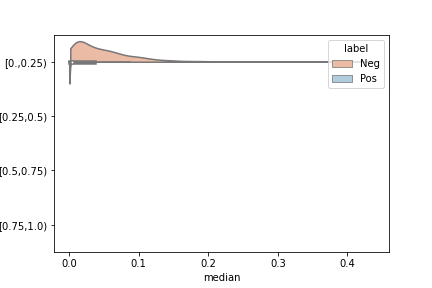 label
Neg
Pos
[0.,0.25)
[0.25,0.5)
[0.5,0.75)
[0.75,1.0)
0.0 0.1 0.2 0.3 0.4
median